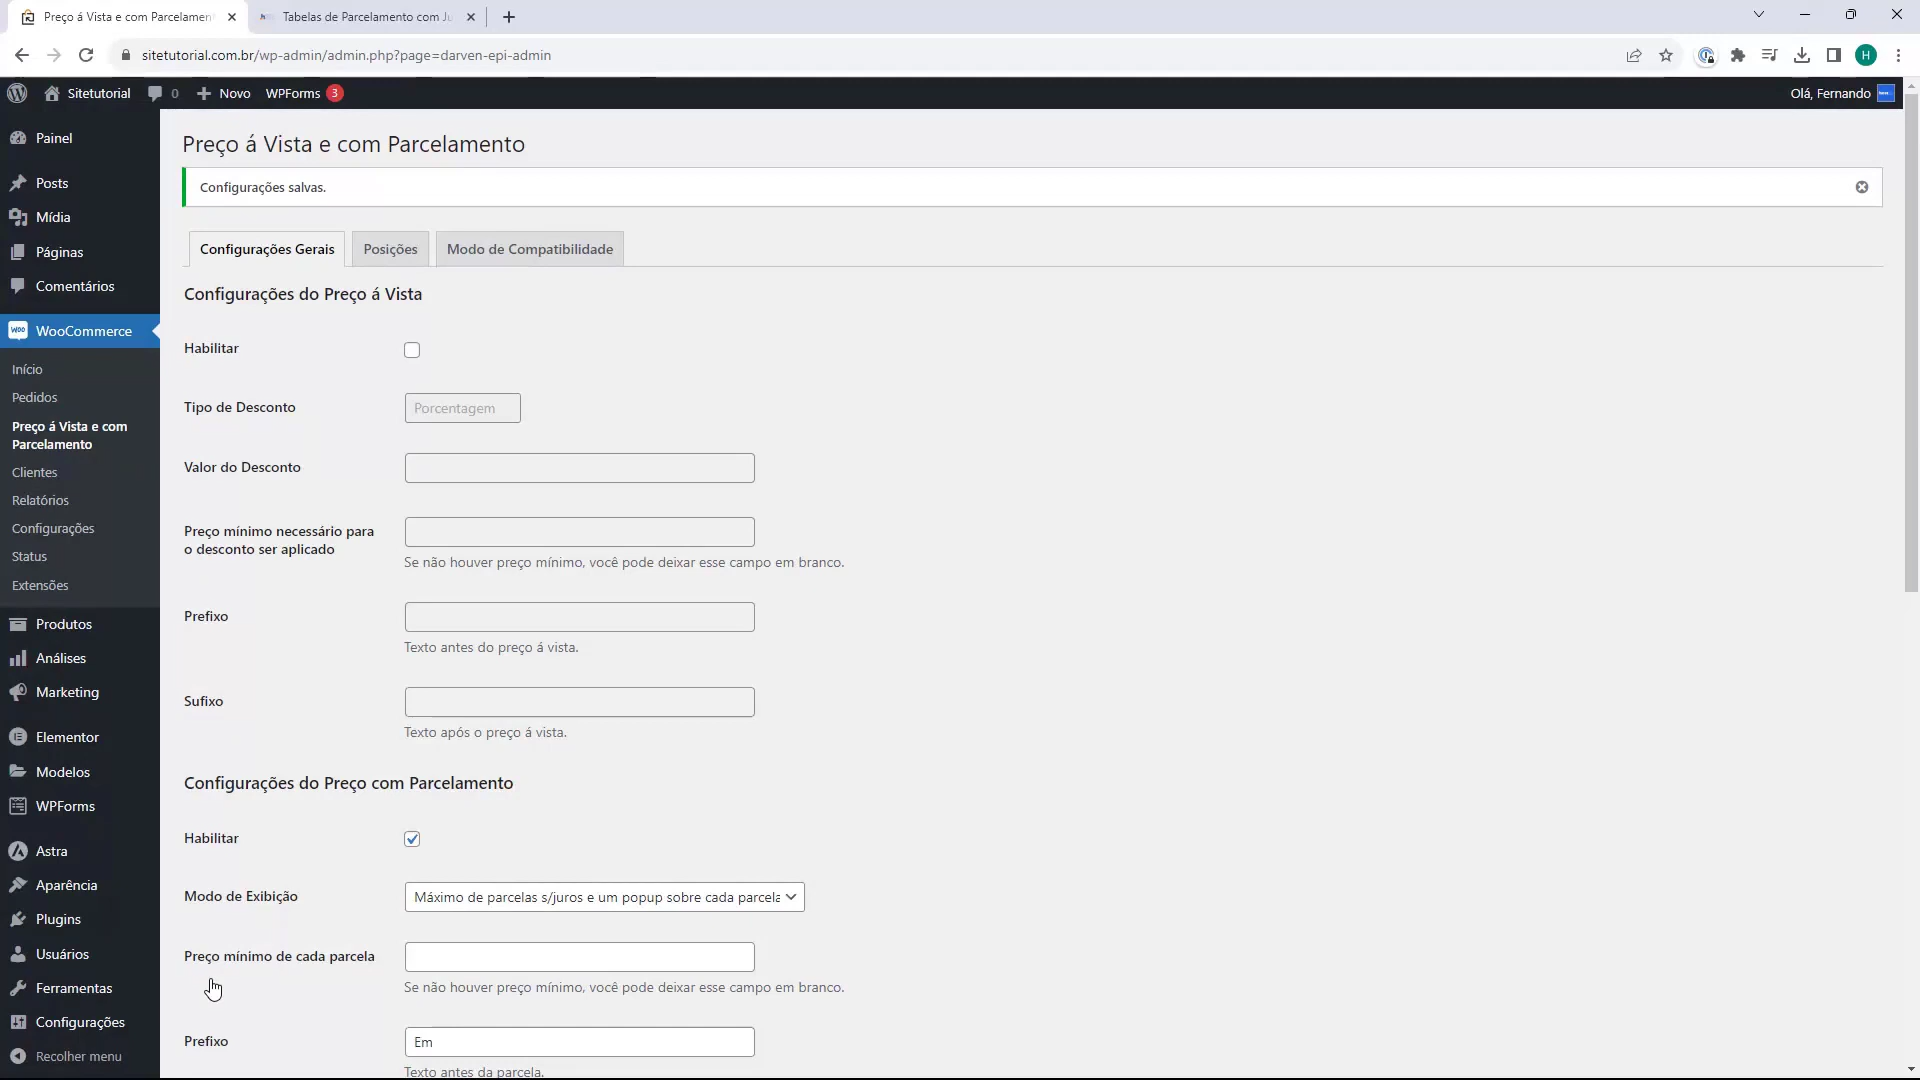 Preço á Vista e com Parcelamen
Tabelas de Parcelamento com Ju
sitetutorial.com.br/wp-admin/admin.php?page=darven-epi-admin
H
Sitetutorial
0
Novo
WPForms
3
Olá, Fernando
Painel
Posts
Mídia
Páginas
Comentários
WooCommerce
Início
Pedidos
Preço á Vista e com
Parcelamento
Clientes
Relatórios
Configurações
Status
Extensões
Produtos
Análises
Marketing
Elementor
Modelos
WPForms
Astra
Aparência
Plugins
Usuários
Ferramentas
Configurações
Recolher menu
Preço á Vista e com Parcelamento
Configurações salvas.
Configurações Gerais
Posições
Modo de Compatibilidade
Configurações do Preço á Vista
Habilitar
Tipo de Desconto
Porcentagem
Valor do Desconto
Preço mínimo necessário para
o desconto ser aplicado
Se não houver preço mínimo, você pode deixar esse campo em branco.
Prefixo
Texto antes do preço á vista.
Sufixo
Texto após o preço á vista.
Configurações do Preço com Parcelamento
Habilitar
Modo de Exibição
Máximo de parcelas s/juros e um popup sobre cada parcela
Preço mínimo de cada parcela
Se não houver preço mínimo, você pode deixar esse campo em branco.
Prefixo
Em
Texto antes da parcela.